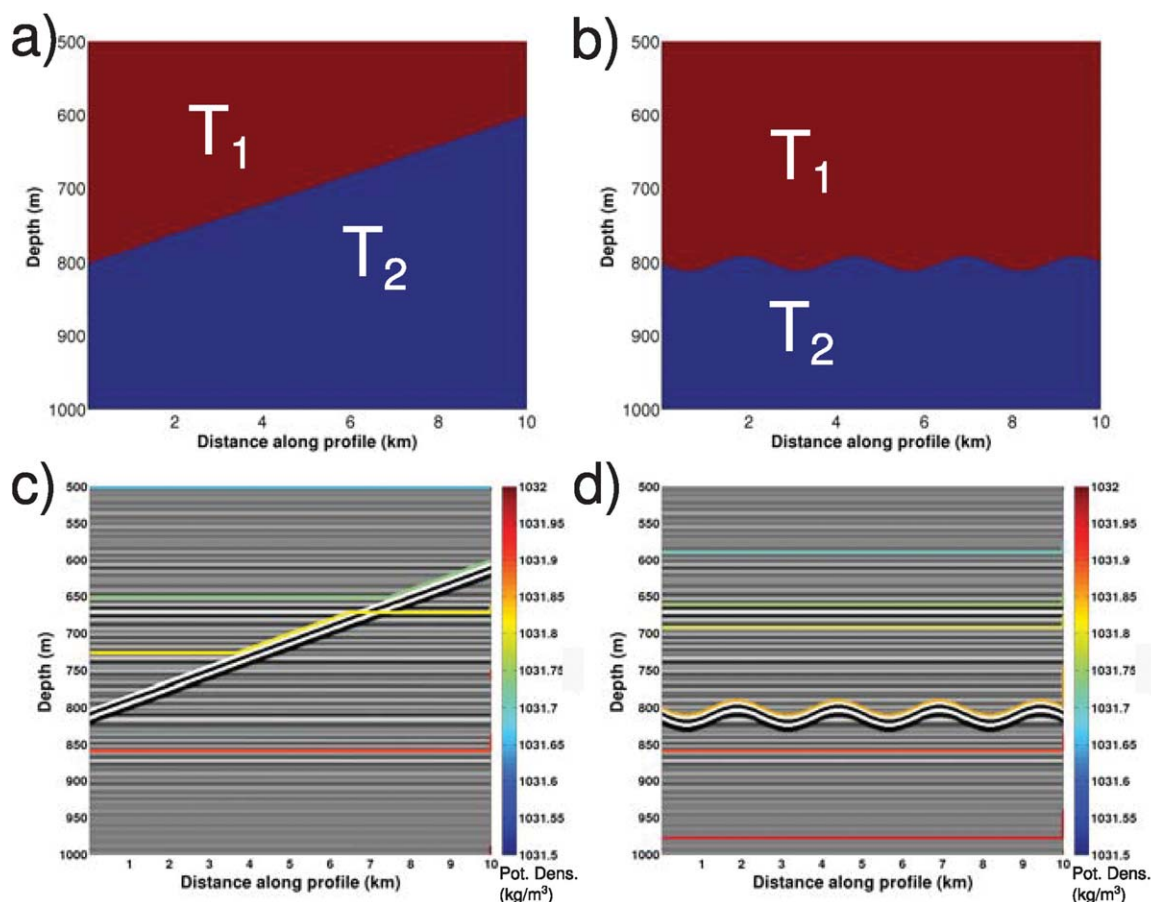 a)
500
600
700
800
900
1000
Depth (m)
T1
T2
2 4 6 8 10
Distance along profile (km)
b)
500
600
700
800
900
1000
Depth (m)
T1
T2
2 4 6 8 10
Distance along profile (km)
c)
500
550
600
650
700
750
800
850
900
950
1000
Depth (m)
1 2 3 4 5 6 7 8 9 10
Distance along profile (km)
1032
1031.95
1031.9
1031.85
1031.8
1031.75
1031.7
1031.65
1031.6
1031.55
1031.5
Pot. Dens.
(kg/m³)
d)
500
550
600
650
700
750
800
850
900
950
1000
Depth (m)
1 2 3 4 5 6 7 8 9 10
Distance along profile (km)
1032
1031.95
1031.9
1031.85
1031.8
1031.75
1031.7
1031.65
1031.6
1031.55
1031.5
Pot. Dens.
(kg/m³)